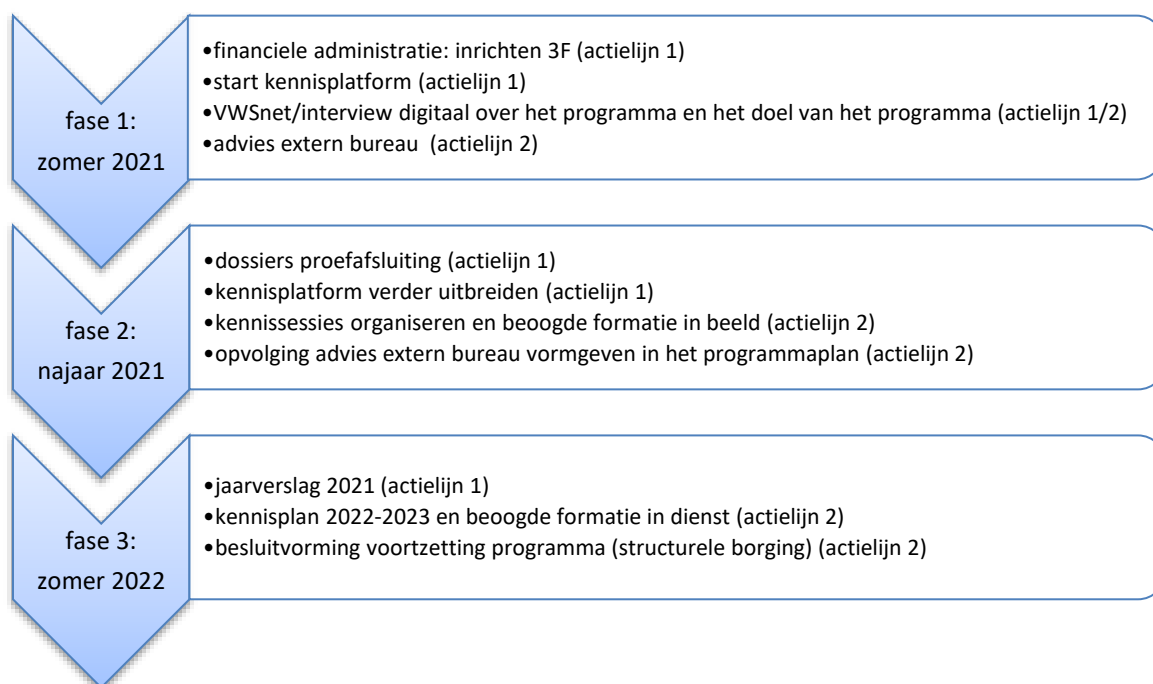 fase 1:
zomer 2021
•financiele administratie: inrichten 3F (actielijn 1)
•start kennisplatform (actielijn 1)
•VWSnet/interview digitaal over het programma en het doel van het programma (actielijn 1/2)
•advies extern bureau  (actielijn 2)
fase 2:
najaar 2021
•dossiers proefafsluiting (actielijn 1)
•kennisplatform verder uitbreiden (actielijn 1)
•kennissessies organiseren en beoogde formatie in beeld (actielijn 2)
•opvolging advies extern bureau vormgeven in het programmaplan (actielijn 2)
fase 3:
zomer 2022
•jaarverslag 2021 (actielijn 1)
•kennisplan 2022-2023 en beoogde formatie in dienst (actielijn 2)
•besluitvorming voortzetting programma (structurele borging) (actielijn 2)